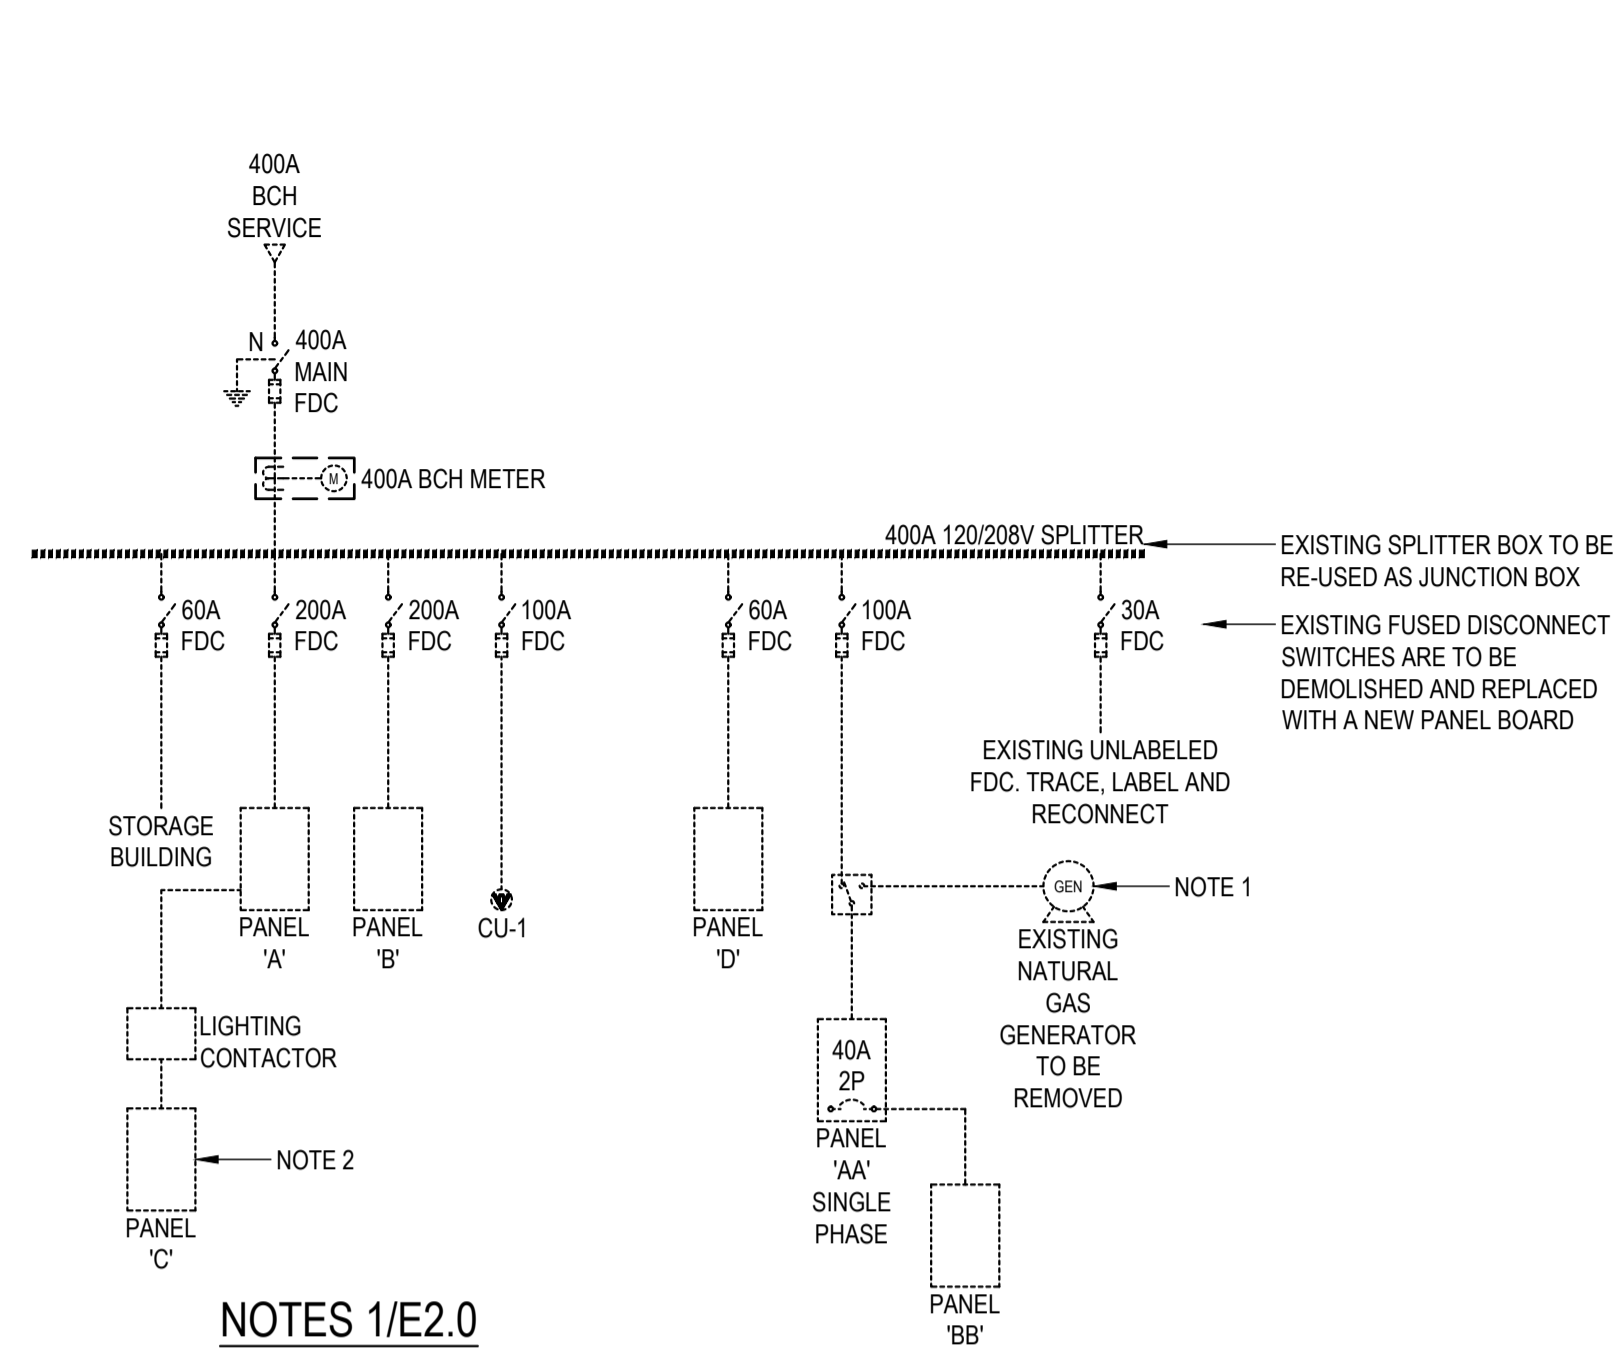 400A
BCH
SERVICE
N
400A
MAIN
FDC
M
400A BCH METER
400A 120/208V SPLITTER
EXISTING SPLITTER BOX TO BE
RE-USED AS JUNCTION BOX
60A
FDC
200A
FDC
200A
FDC
100A
FDC
60A
FDC
100A
FDC
30A
FDC
EXISTING FUSED DISCONNECT
SWITCHES ARE TO BE
DEMOLISHED AND REPLACED
WITH A NEW PANEL BOARD
EXISTING UNLABELED
FDC. TRACE, LABEL AND
RECONNECT
STORAGE
BUILDING
PANEL
'A'
PANEL
'B'
CU-1
PANEL
'D'
GEN
NOTE 1
EXISTING
NATURAL
GAS
GENERATOR
TO BE
REMOVED
LIGHTING
CONTACTOR
40A
2P
PANEL
'AA'
SINGLE
PHASE
NOTE 2
PANEL
'C'
PANEL
'BB'
NOTES 1/E2.0